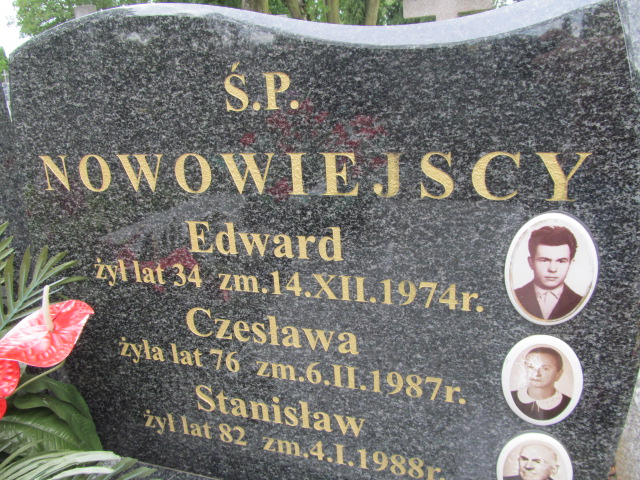 Ś.P.
NOWOWIEJSCY
Edward
żył lat 34 zm.14.XII.1974r.
Czesława
żyła lat 76 zm.6.II.1987r.
Stanisław
żył lat 82 zm.4.I.1988r.